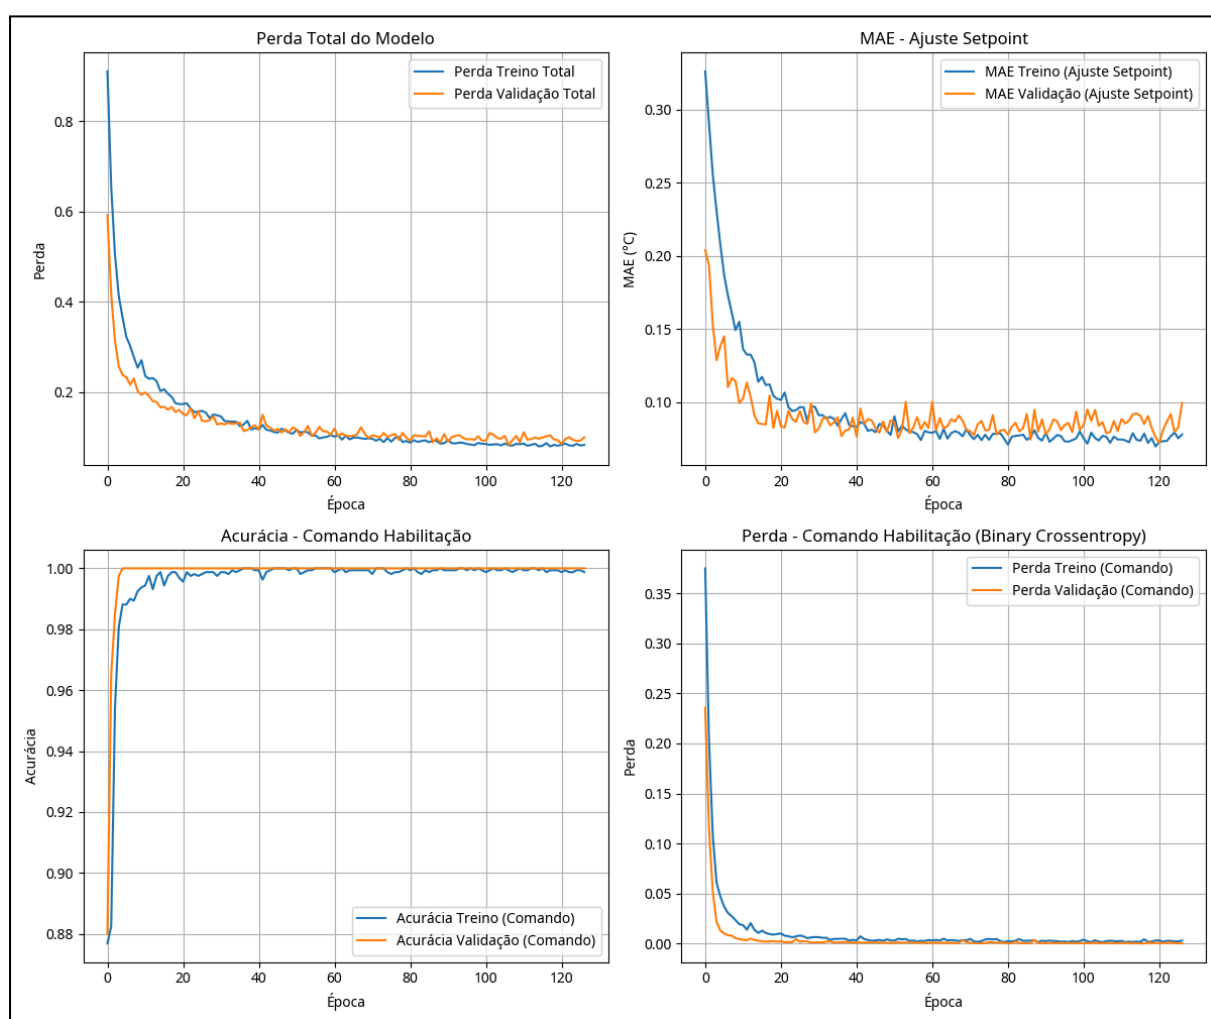 Perda Total do Modelo
Perda Treino Total
Perda Validação Total
0.8
0.6
0.4
0.2
Perda
0 20 40 60 80 100 120
Época
MAE - Ajuste Setpoint
MAE Treino (Ajuste Setpoint)
MAE Validação (Ajuste Setpoint)
0.30
0.25
0.20
0.15
0.10
MAE (°C)
0 20 40 60 80 100 120
Época
Acurácia - Comando Habilitação
1.00
0.98
0.96
0.94
0.92
0.90
0.88
Acurácia
Acurácia Treino (Comando)
Acurácia Validação (Comando)
0 20 40 60 80 100 120
Época
Perda - Comando Habilitação (Binary Crossentropy)
Perda Treino (Comando)
Perda Validação (Comando)
0.35
0.30
0.25
0.20
0.15
0.10
0.05
0.00
Perda
0 20 40 60 80 100 120
Época